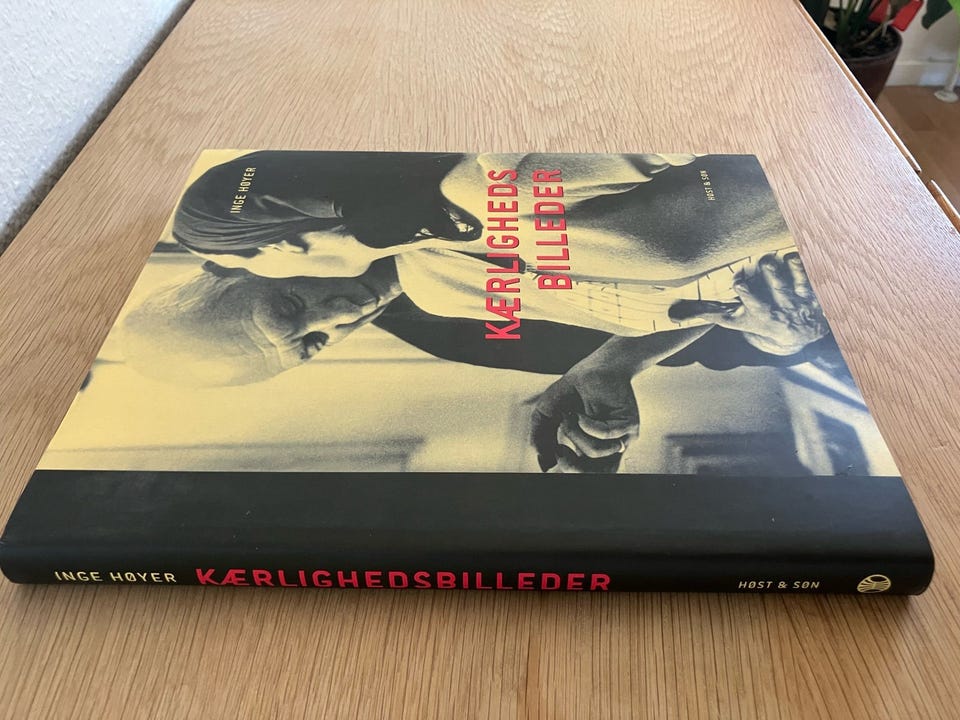 INGE HØYER
KÆRLIGHEDS
BILLEDER
HØST & SØN
INGE HØYER KÆRLIGHEDSBILLEDER HØST & SØN